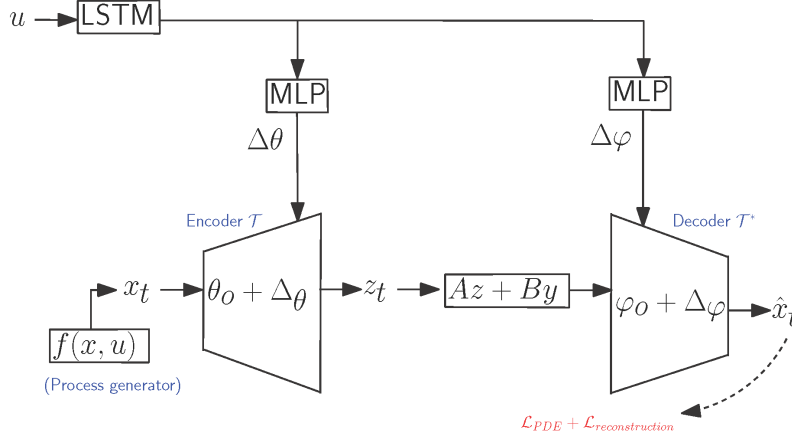 u
LSTM
MLP
MLP
Δθ
Δφ
Encoder 𝒯
Decoder 𝒯*
x_t
θ_o + Δ_θ
z_t
Az + By
φ_o + Δ_φ
x̂_t
f(x, u)
(Process generator)
ℒ_PDE + ℒ_reconstruction